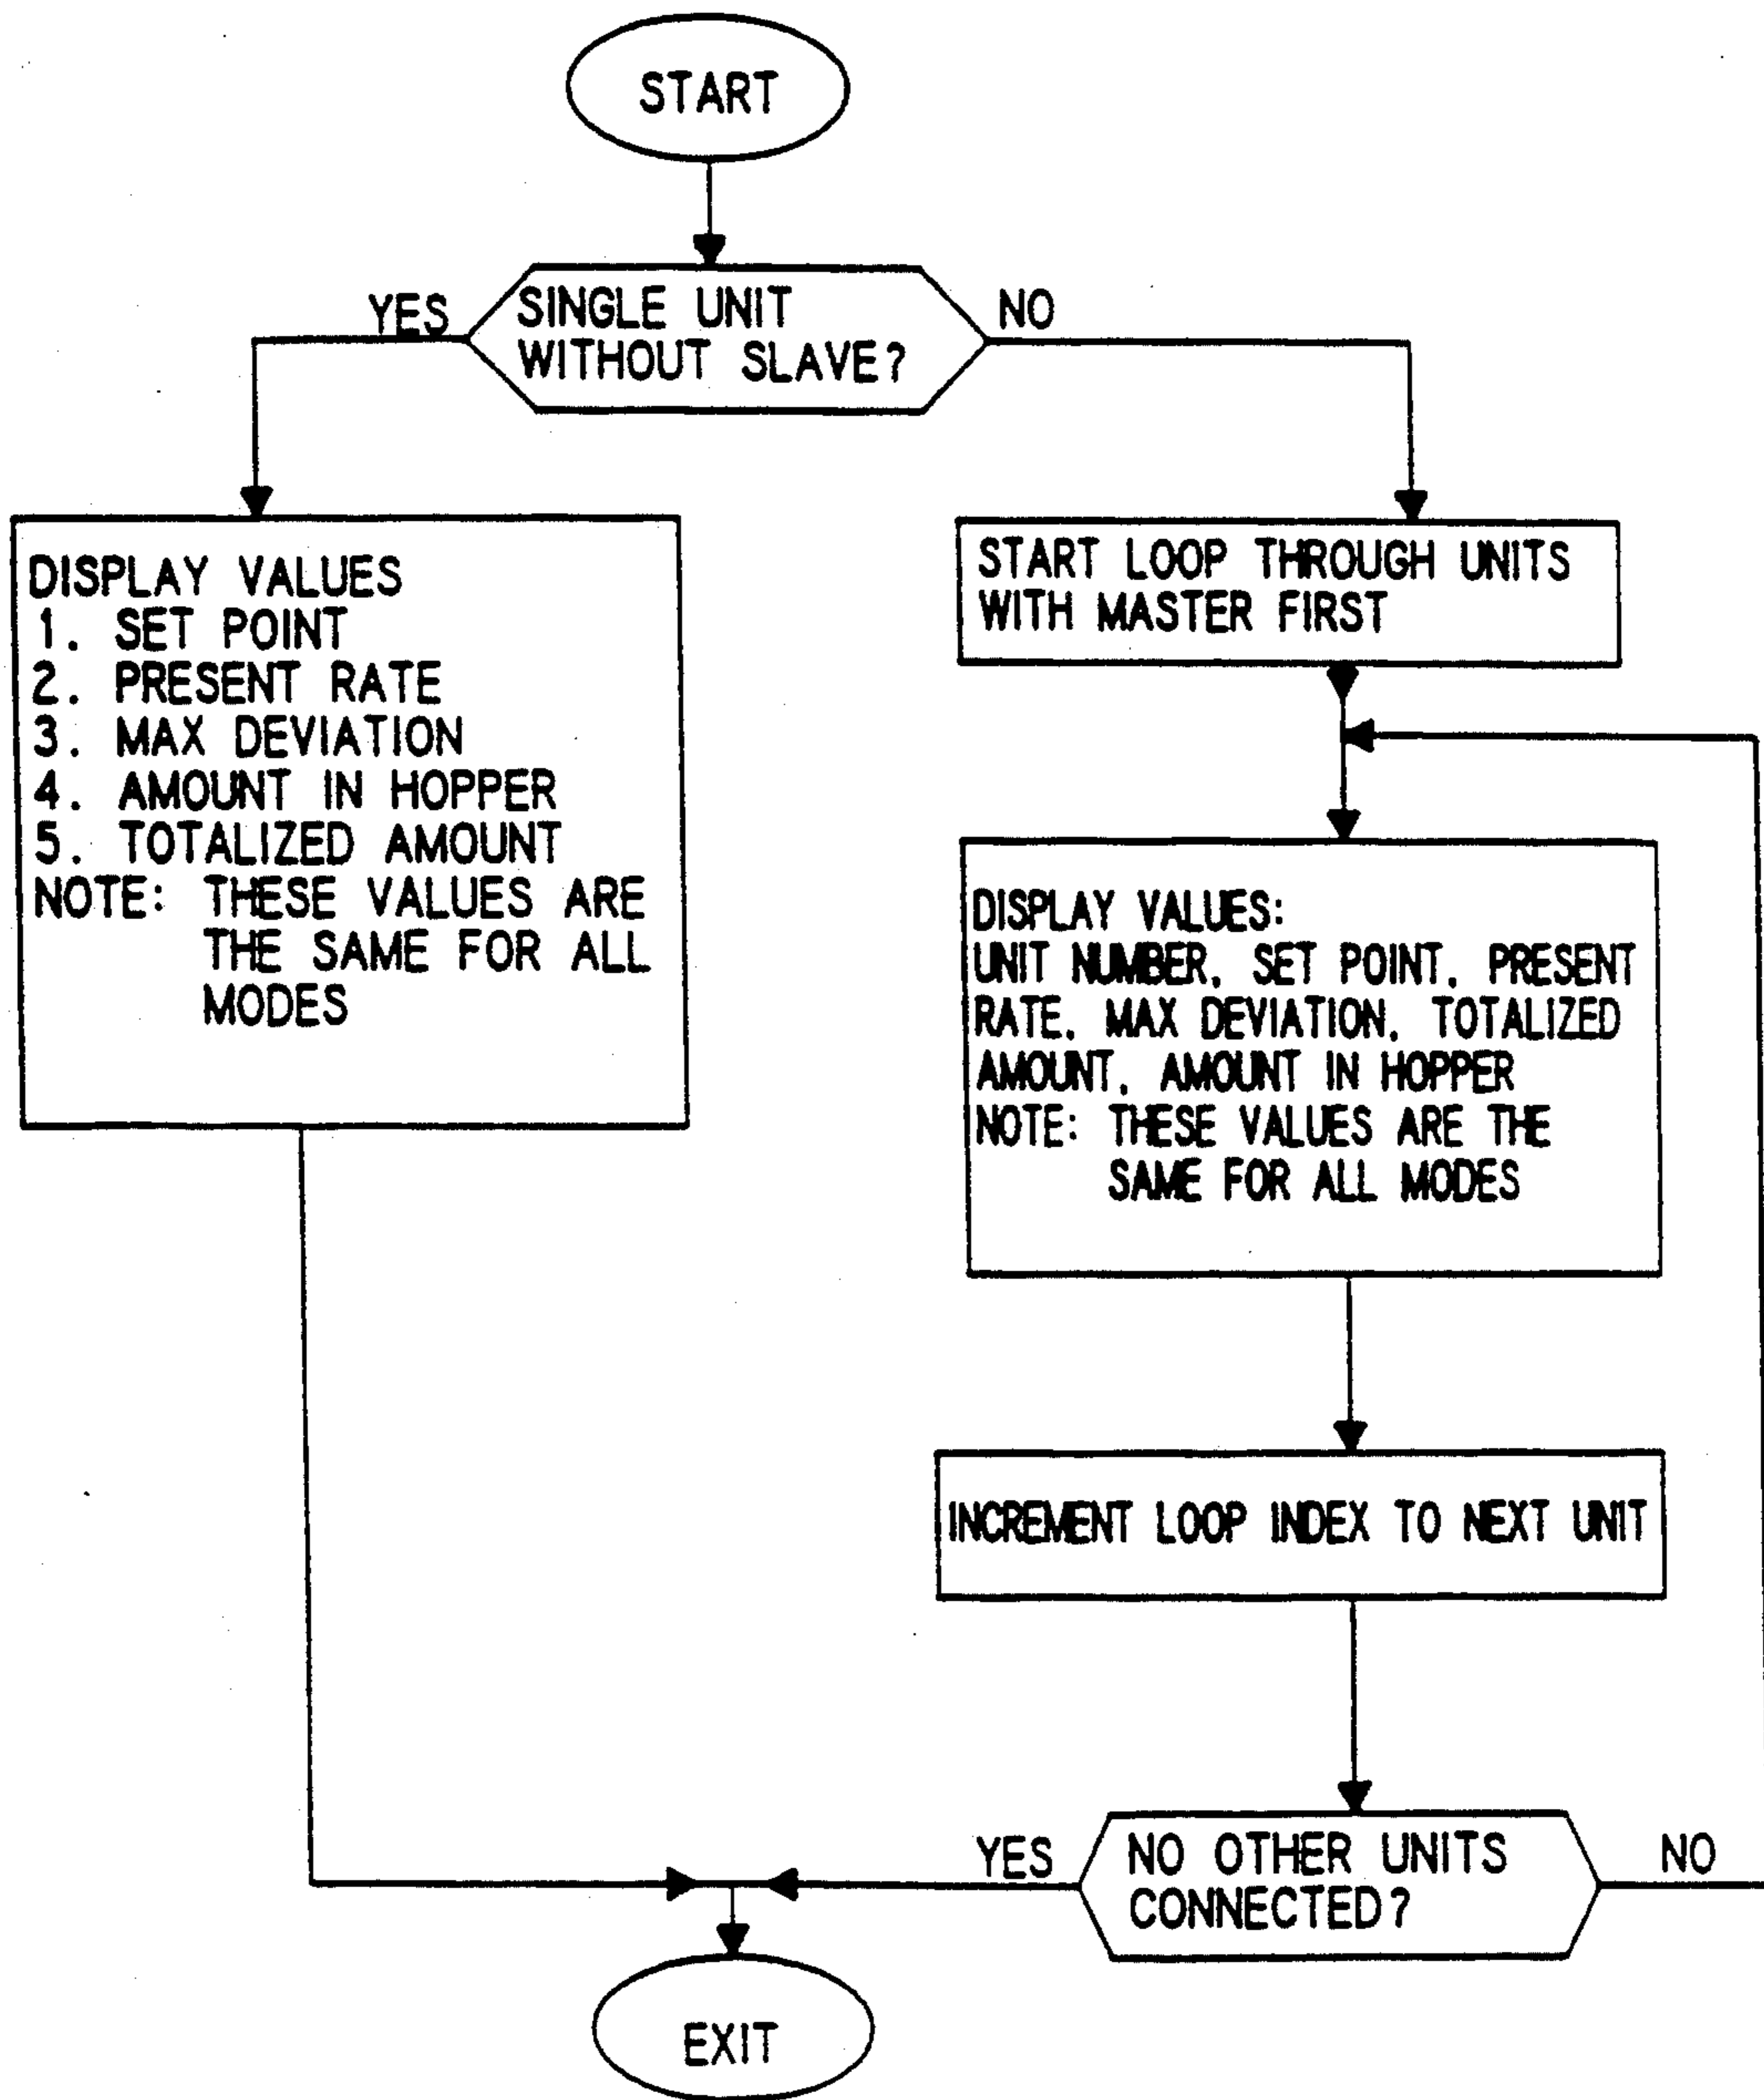 START
YES
SINGLE UNIT
WITHOUT SLAVE?
NO
DISPLAY VALUES
1. SET POINT
2. PRESENT RATE
3. MAX DEVIATION
4. AMOUNT IN HOPPER
5. TOTALIZED AMOUNT
NOTE: THESE VALUES ARE
THE SAME FOR ALL
MODES
START LOOP THROUGH UNITS
WITH MASTER FIRST
DISPLAY VALUES:
UNIT NUMBER, SET POINT, PRESENT
RATE, MAX DEVIATION, TOTALIZED
AMOUNT, AMOUNT IN HOPPER
NOTE: THESE VALUES ARE THE
SAME FOR ALL MODES
INCREMENT LOOP INDEX TO NEXT UNIT
YES
NO OTHER UNITS
CONNECTED?
NO
EXIT